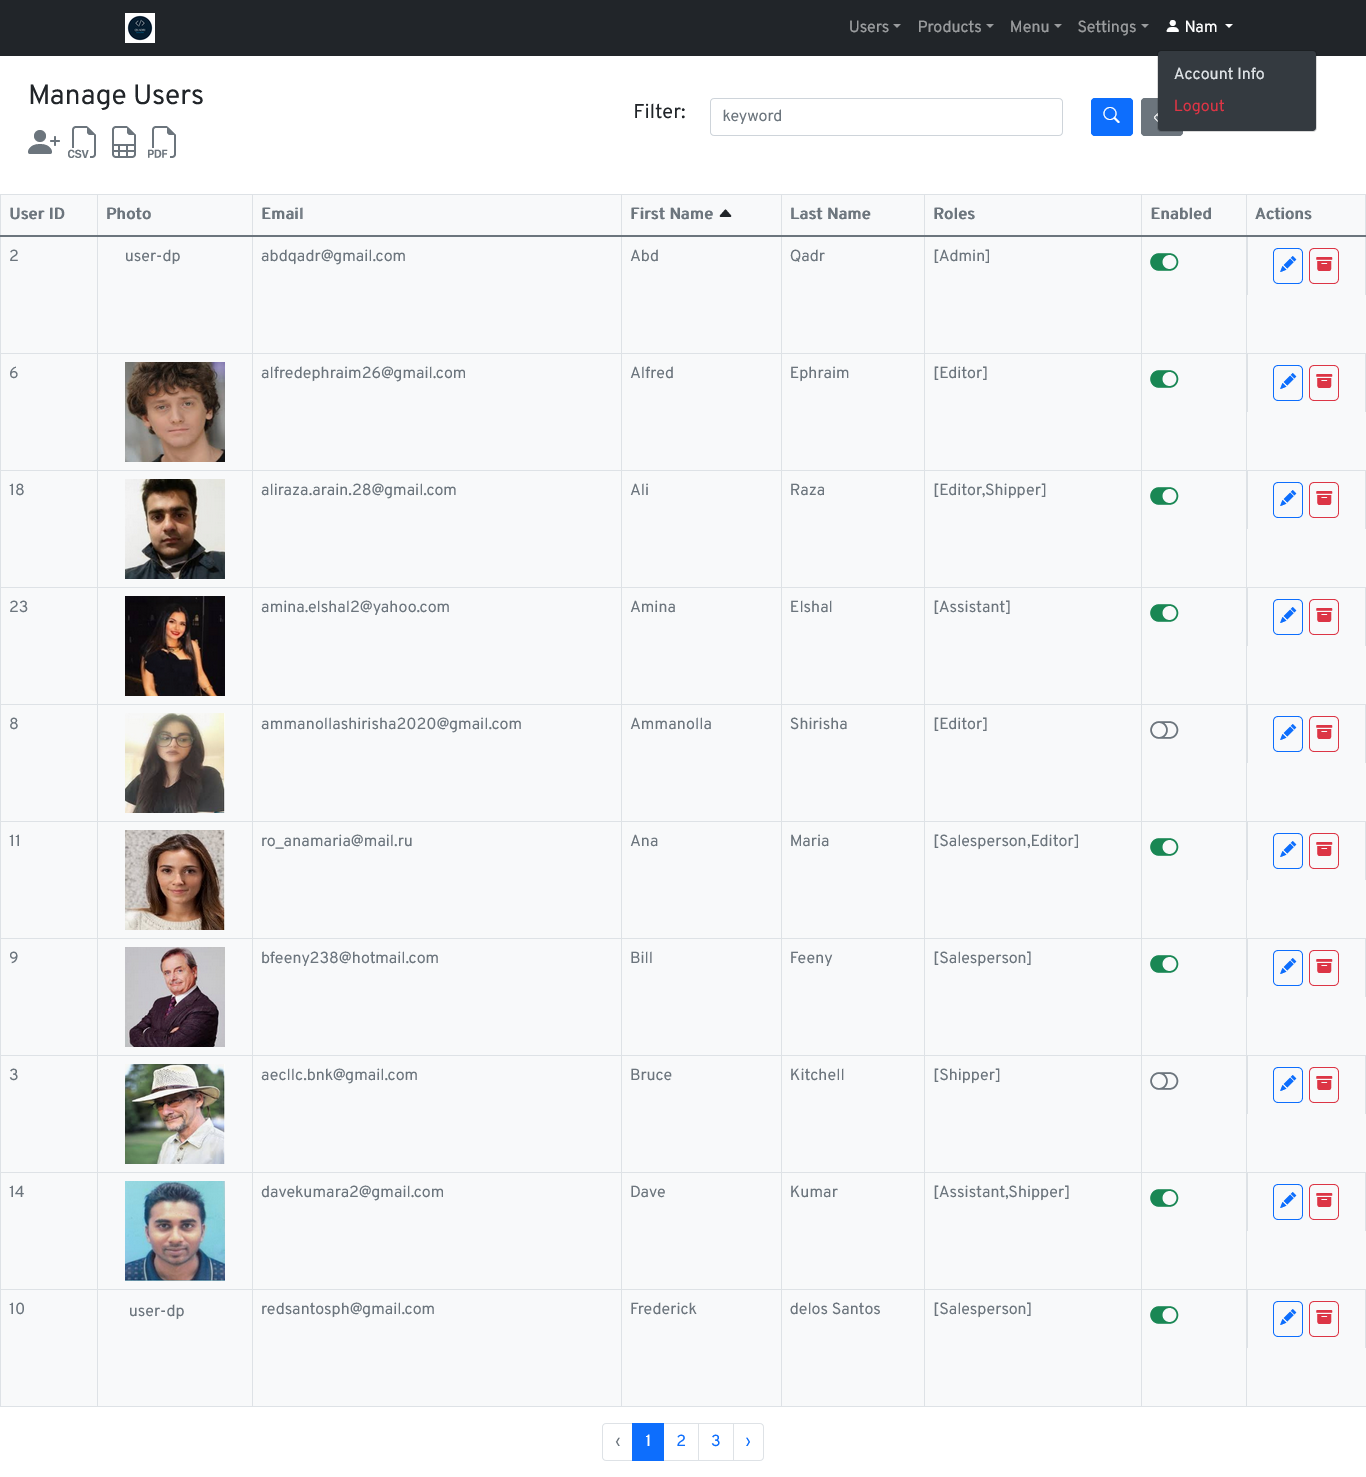 Users Products Menu Settings Nam
Account Info
Logout
Manage Users
Filter: keyword
CSV PDF
User ID Photo Email First Name Last Name Roles Enabled Actions
2 user-dp abdqadr@gmail.com Abd Qadr [Admin]
6 alfredephraim26@gmail.com Alfred Ephraim [Editor]
18 aliraza.arain.28@gmail.com Ali Raza [Editor,Shipper]
23 amina.elshal2@yahoo.com Amina Elshal [Assistant]
8 ammanollashirisha2020@gmail.com Ammanolla Shirisha [Editor]
11 ro_anamaria@mail.ru Ana Maria [Salesperson,Editor]
9 bfeeny238@hotmail.com Bill Feeny [Salesperson]
3 aecllc.bnk@gmail.com Bruce Kitchell [Shipper]
14 davekumara2@gmail.com Dave Kumar [Assistant,Shipper]
10 user-dp redsantosph@gmail.com Frederick delos Santos [Salesperson]
‹ 1 2 3 ›